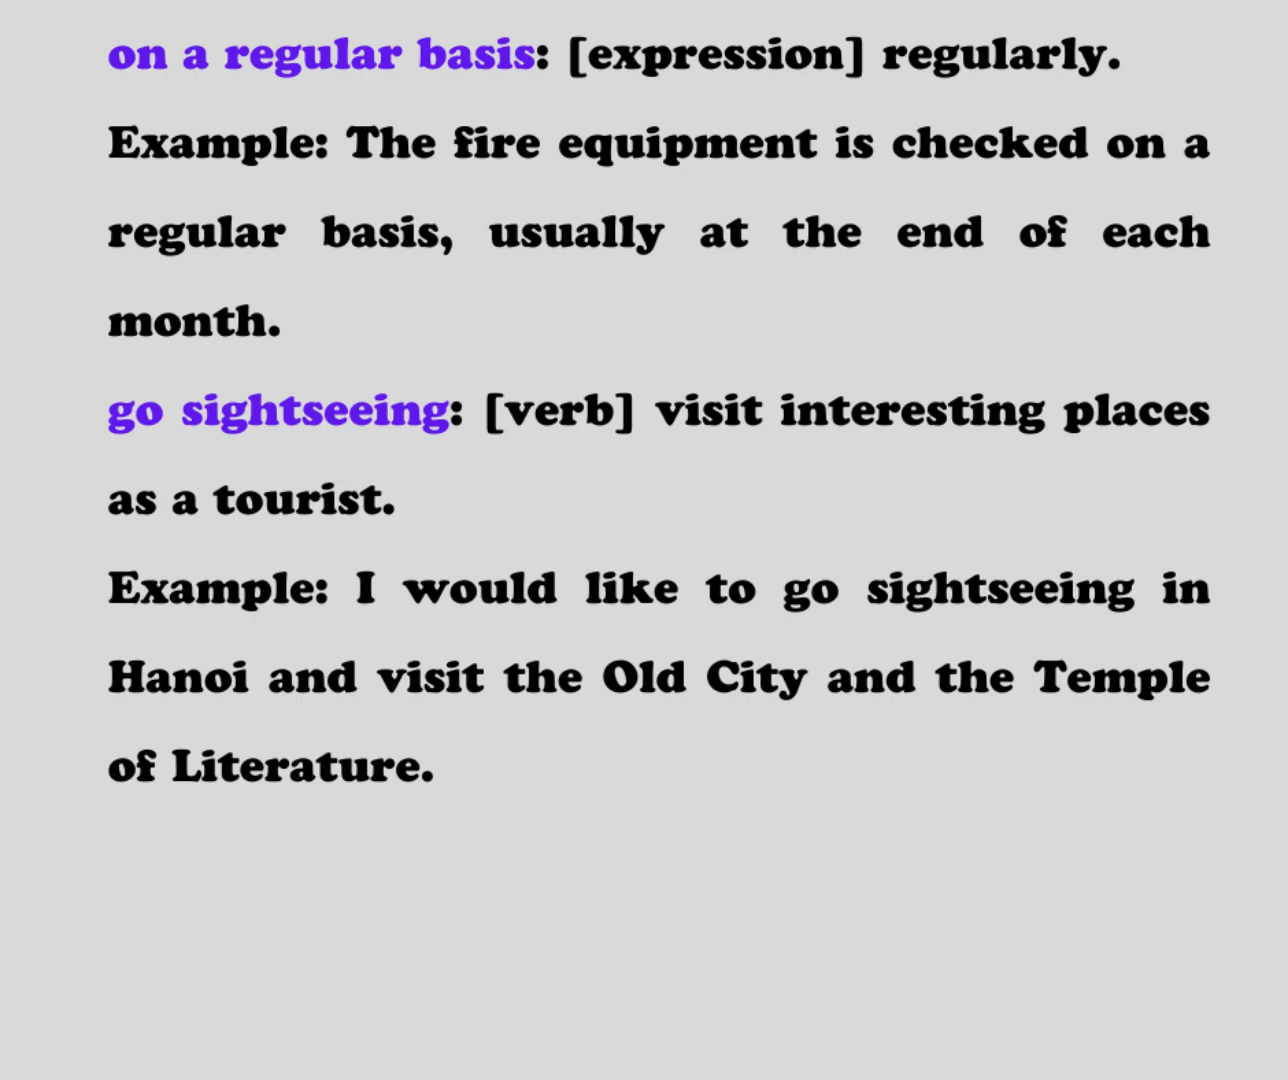 on a regular basis: [expression] regularly.
Example: The fire equipment is checked on a
regular basis, usually at the end of each
month.
go sightseeing: [verb] visit interesting places
as a tourist.
Example: I would like to go sightseeing in
Hanoi and visit the Old City and the Temple
of Literature.